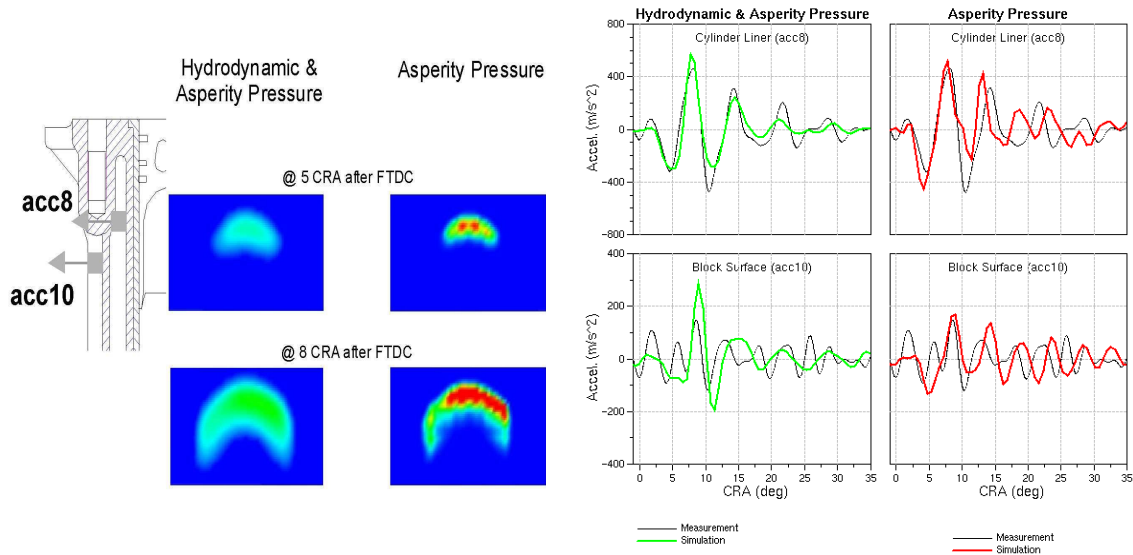 Hydrodynamic &
Asperity Pressure
Asperity Pressure
@ 5 CRA after FTDC
acc8
acc10
@ 8 CRA after FTDC
Hydrodynamic & Asperity Pressure
Asperity Pressure
Cylinder Liner (acc8)
Cylinder Liner (acc8)
Accel. (m/s^2)
800
400
0
-400
-800
Block Surface (acc10)
Block Surface (acc10)
Accel. (m/s^2)
400
200
0
-200
-400
0 5 10 15 20 25 30 35
0 5 10 15 20 25 30 35
CRA (deg)
CRA (deg)
Measurement
Simulation
Measurement
Simulation